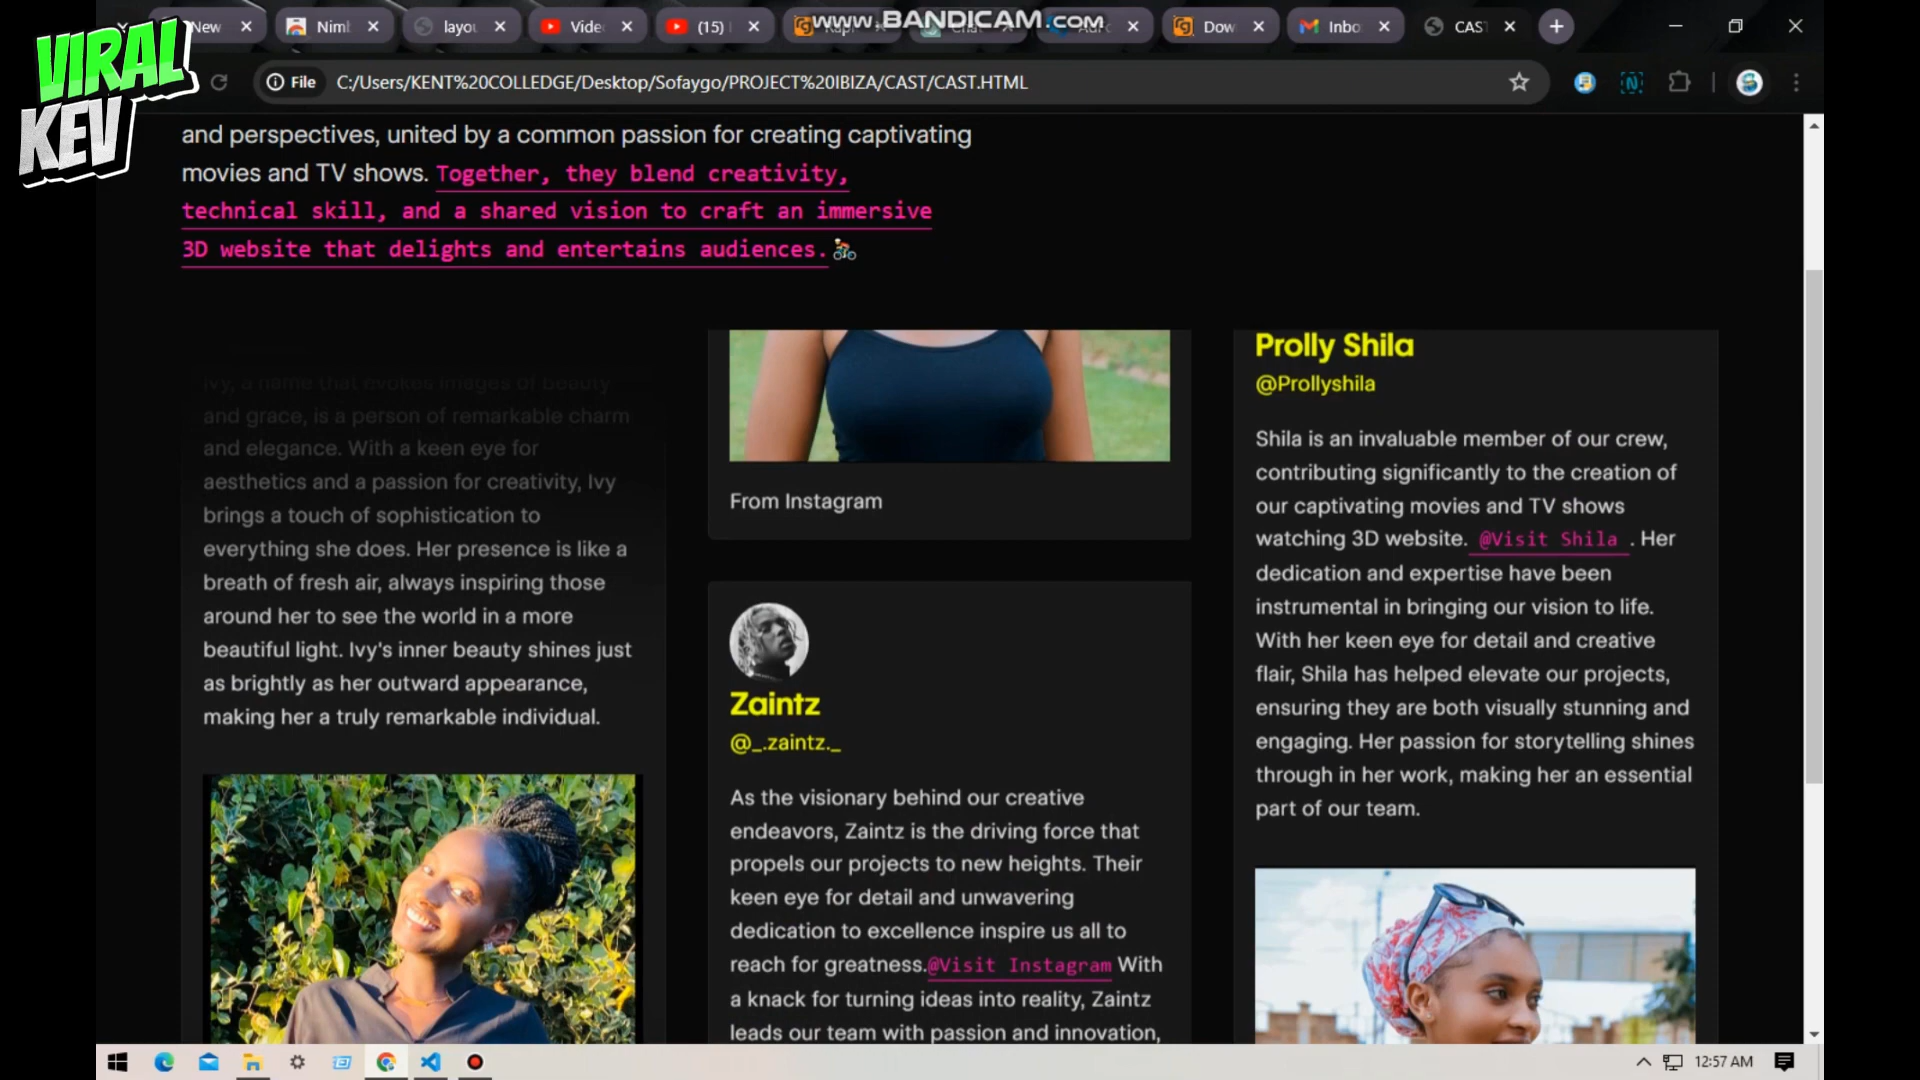 VIRAL
KEV
www.BANDICAM.com
New
Nimb
layou
Vide
(15)
Dow
Inbo
CAS
File
C:/Users/KENT%20COLLEDGE/Desktop/Sofaygo/PROJECT%20IBIZA/CAST/CAST.HTML
and perspectives, united by a common passion for creating captivating
movies and TV shows. Together, they blend creativity,
technical skill, and a shared vision to craft an immersive
3D website that delights and entertains audiences.
Ivy, a name that evokes images of beauty
and grace, is a person of remarkable charm
and elegance. With a keen eye for
aesthetics and a passion for creativity, Ivy
brings a touch of sophistication to
everything she does. Her presence is like a
breath of fresh air, always inspiring those
around her to see the world in a more
beautiful light. Ivy's inner beauty shines just
as brightly as her outward appearance,
making her a truly remarkable individual.
From Instagram
Zaintz
@_.zaintz._
As the visionary behind our creative
endeavors, Zaintz is the driving force that
propels our projects to new heights. Their
keen eye for detail and unwavering
dedication to excellence inspire us all to
reach for greatness.@Visit Instagram With
a knack for turning ideas into reality, Zaintz
leads our team with passion and innovation,
Prolly Shila
@Prollyshila
Shila is an invaluable member of our crew,
contributing significantly to the creation of
our captivating movies and TV shows
watching 3D website. @Visit Shila . Her
dedication and expertise have been
instrumental in bringing our vision to life.
With her keen eye for detail and creative
flair, Shila has helped elevate our projects,
ensuring they are both visually stunning and
engaging. Her passion for storytelling shines
through in her work, making her an essential
part of our team.
12:57 AM